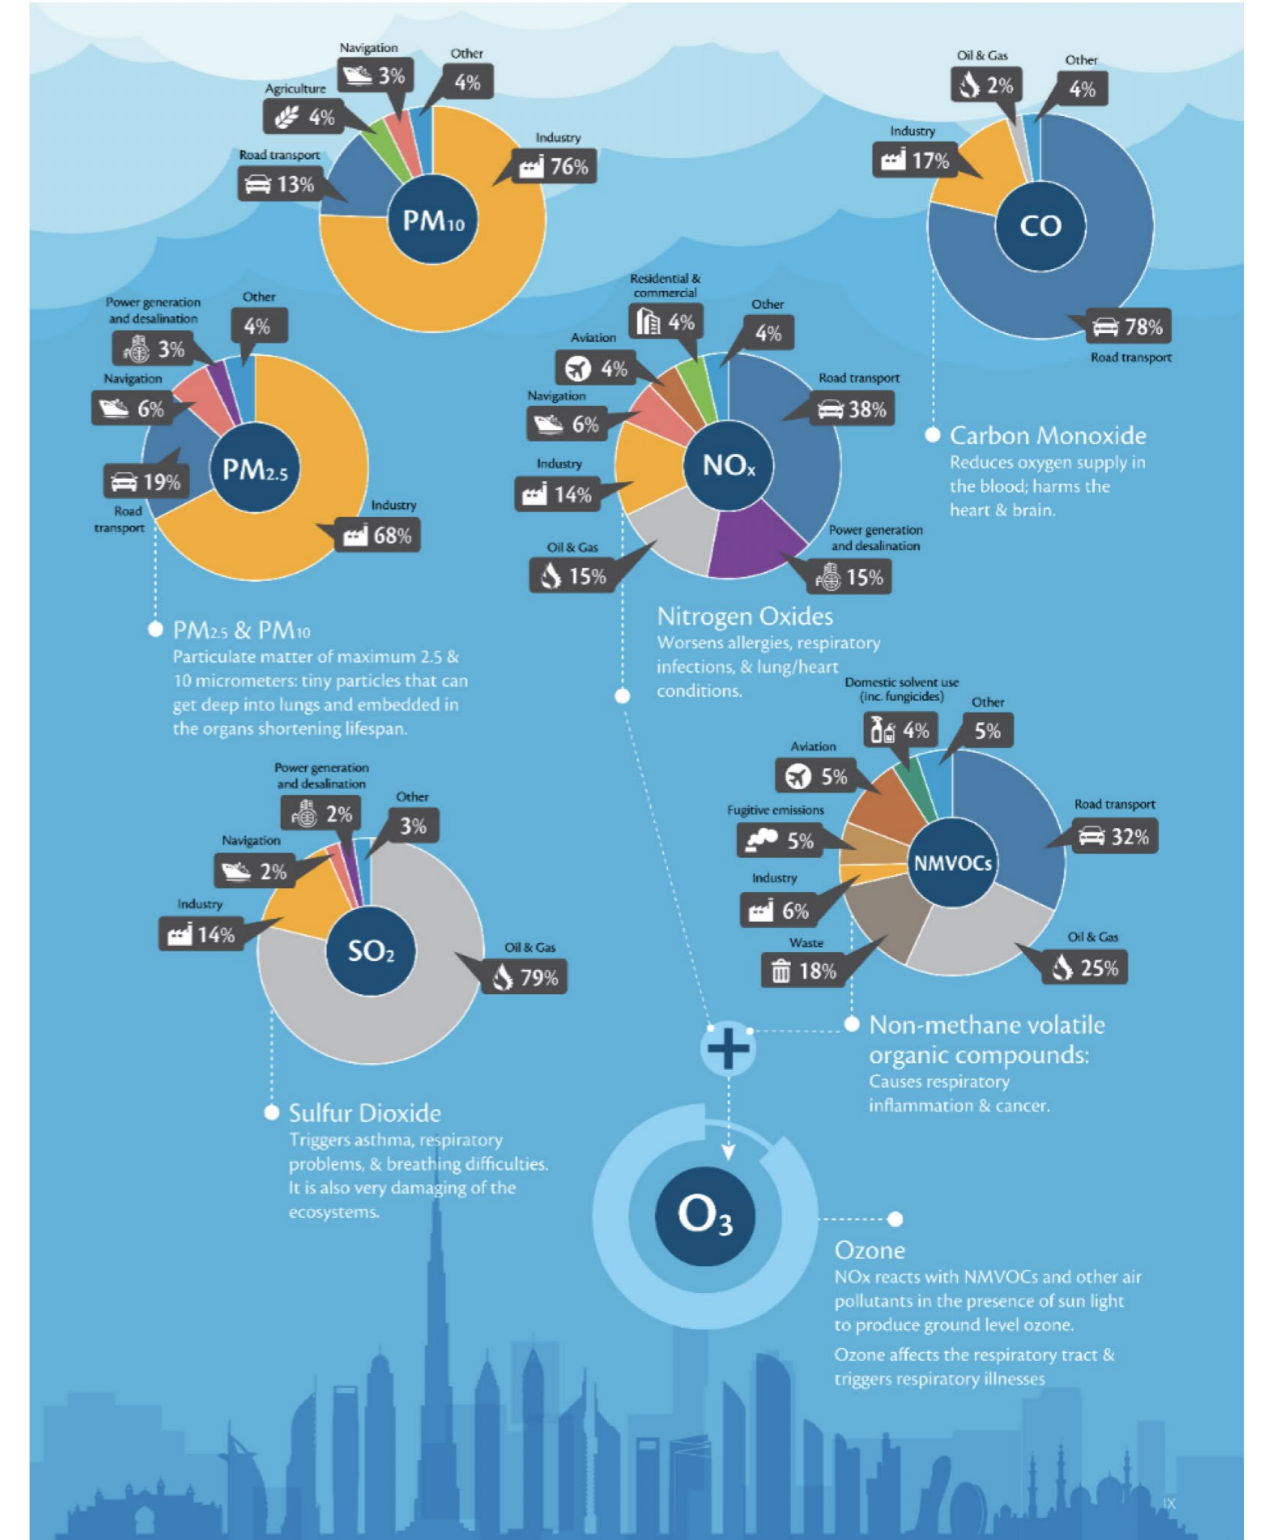 Navigation
3%
Other
4%
Agriculture
4%
Road transport
13%
Industry
76%
PM10
Oil & Gas
2%
Other
4%
Industry
17%
CO
78%
Road transport
Carbon Monoxide
Reduces oxygen supply in
the blood; harms the
heart & brain.
Power generation
and desalination
3%
Other
4%
Navigation
6%
19%
Road
transport
PM2.5
Industry
68%
PM2.5 & PM10
Particulate matter of maximum 2.5 &
10 micrometers: tiny particles that can
get deep into lungs and embedded in
the organs shortening lifespan.
Residential &
commercial
4%
Other
4%
Aviation
4%
Navigation
6%
Industry
14%
Oil & Gas
15%
NOx
Road transport
38%
Power generation
and desalination
15%
Nitrogen Oxides
Worsens allergies, respiratory
infections, & lung/heart
conditions.
Power generation
and desalination
2%
Other
3%
Navigation
2%
Industry
14%
SO2
Oil & Gas
79%
Sulfur Dioxide
Triggers asthma, respiratory
problems, & breathing difficulties.
It is also very damaging of the
ecosystems.
Domestic solvent use
(inc. fungicides)
4%
Other
5%
Aviation
5%
Fugitive emissions
5%
Industry
6%
Waste
18%
NMVOCs
Road transport
32%
Oil & Gas
25%
Non-methane volatile
organic compounds:
Causes respiratory
inflammation & cancer.
+
O3
Ozone
NOx reacts with NMVOCs and other air
pollutants in the presence of sun light
to produce ground level ozone.
Ozone affects the respiratory tract &
triggers respiratory illnesses
IX